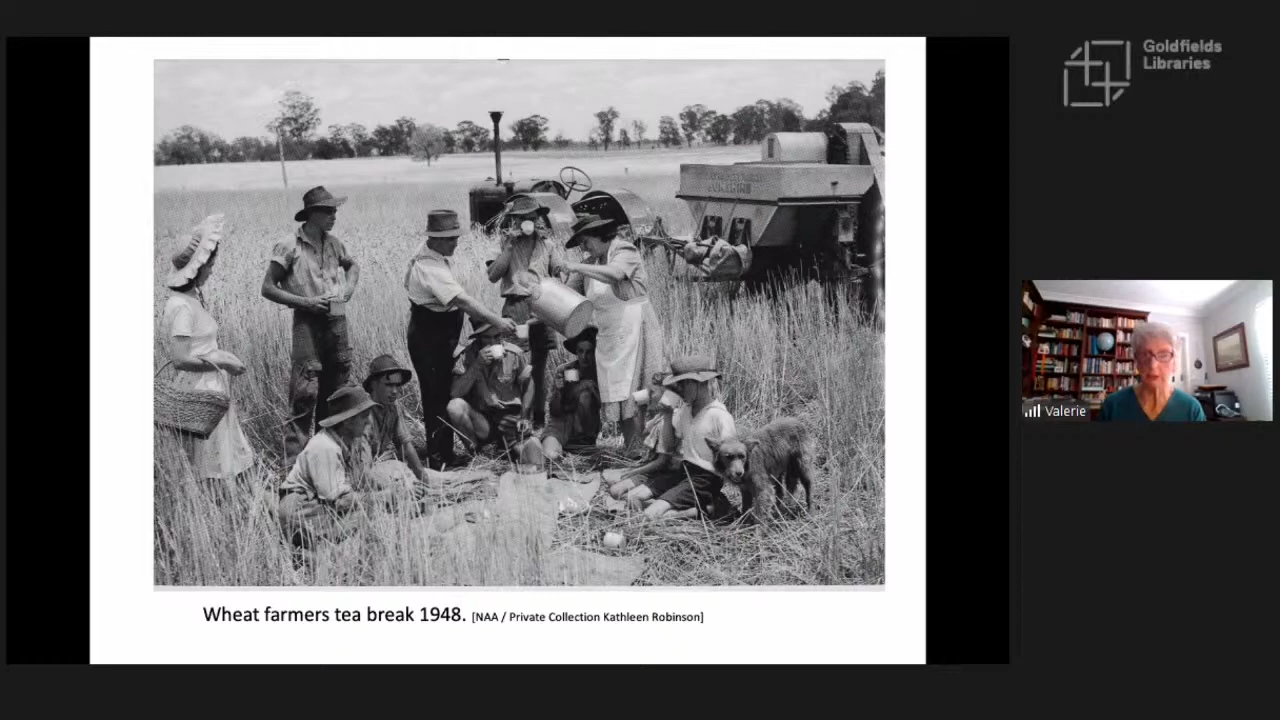 Goldfields
Libraries
Wheat farmers tea break 1948. [NAA / Private Collection Kathleen Robinson]
Valerie